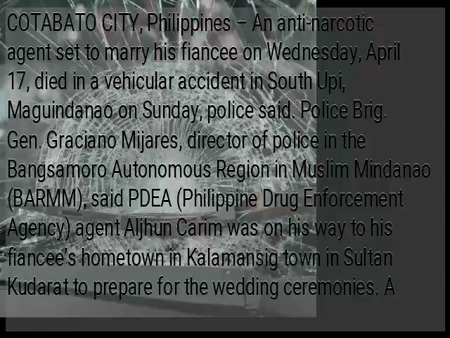 COTABATO CITY, Philippines – An anti-narcotic
agent set to marry his fiancee on Wednesday, April
17, died in a vehicular accident in South Upi,
Maguindanao on Sunday, police said. Police Brig.
Gen. Graciano Mijares, director of police in the
Bangsamoro Autonomous Region in Muslim Mindanao
(BARMM), said PDEA (Philippine Drug Enforcement
Agency) agent Aljhun Carim was on his way to his
fiancee's hometown in Kalamansig town in Sultan
Kudarat to prepare for the wedding ceremonies. A